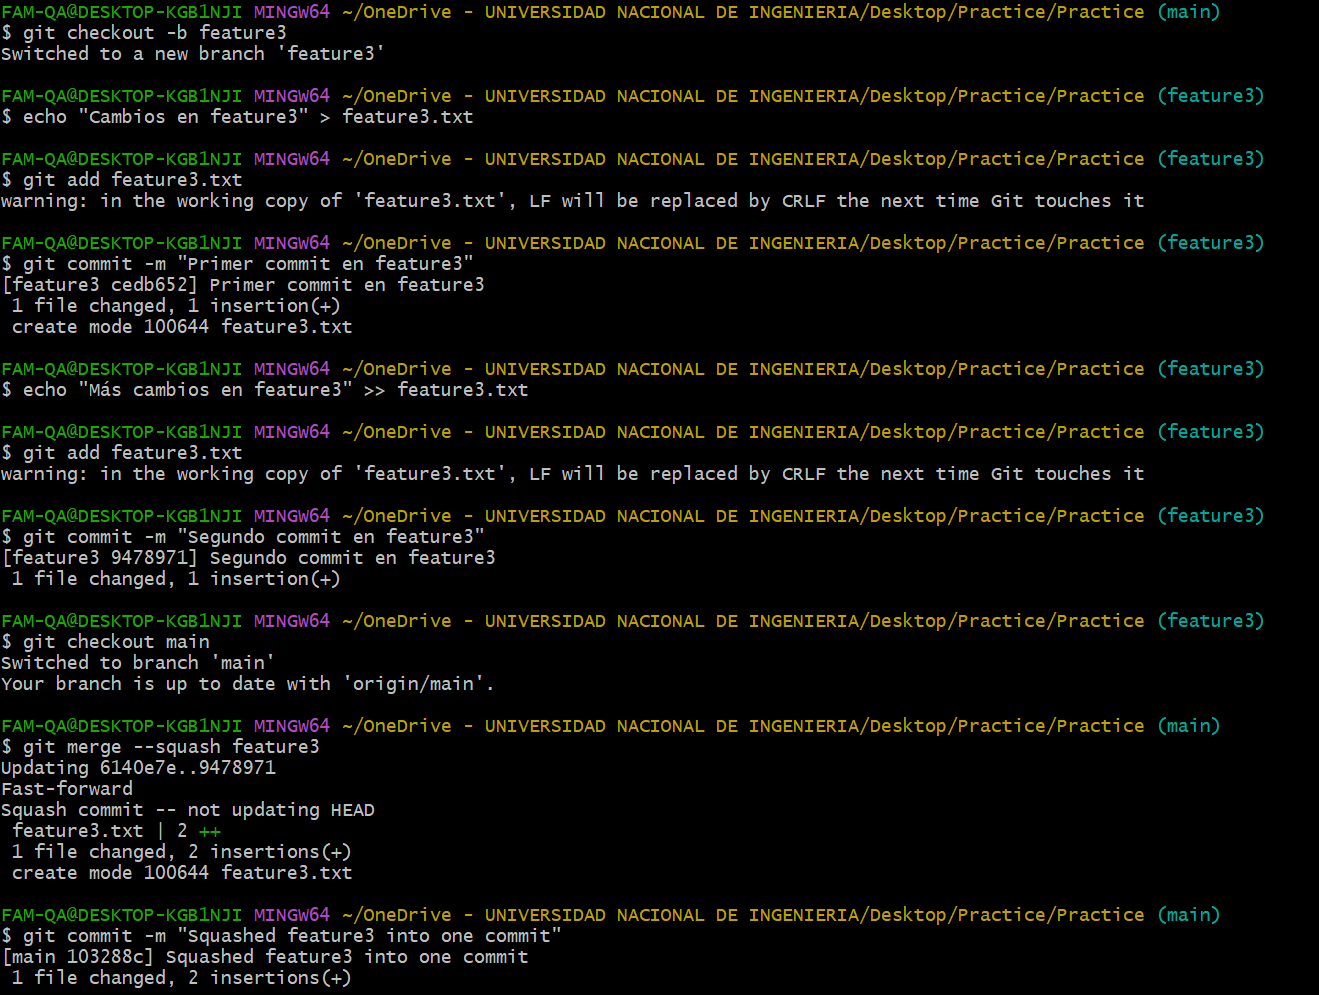 FAM-QA@DESKTOP-KGB1NJI MINGW64 ~/OneDrive - UNIVERSIDAD NACIONAL DE INGENIERIA/Desktop/Practice/Practice (main)
$ git checkout -b feature3
Switched to a new branch 'feature3'
FAM-QA@DESKTOP-KGB1NJI MINGW64 ~/OneDrive - UNIVERSIDAD NACIONAL DE INGENIERIA/Desktop/Practice/Practice (feature3)
$ echo "Cambios en feature3" > feature3.txt
FAM-QA@DESKTOP-KGB1NJI MINGW64 ~/OneDrive - UNIVERSIDAD NACIONAL DE INGENIERIA/Desktop/Practice/Practice (feature3)
$ git add feature3.txt
warning: in the working copy of 'feature3.txt', LF will be replaced by CRLF the next time Git touches it
FAM-QA@DESKTOP-KGB1NJI MINGW64 ~/OneDrive - UNIVERSIDAD NACIONAL DE INGENIERIA/Desktop/Practice/Practice (feature3)
$ git commit -m "Primer commit en feature3"
[feature3 cedb652] Primer commit en feature3
 1 file changed, 1 insertion(+)
 create mode 100644 feature3.txt
FAM-QA@DESKTOP-KGB1NJI MINGW64 ~/OneDrive - UNIVERSIDAD NACIONAL DE INGENIERIA/Desktop/Practice/Practice (feature3)
$ echo "Más cambios en feature3" >> feature3.txt
FAM-QA@DESKTOP-KGB1NJI MINGW64 ~/OneDrive - UNIVERSIDAD NACIONAL DE INGENIERIA/Desktop/Practice/Practice (feature3)
$ git add feature3.txt
warning: in the working copy of 'feature3.txt', LF will be replaced by CRLF the next time Git touches it
FAM-QA@DESKTOP-KGB1NJI MINGW64 ~/OneDrive - UNIVERSIDAD NACIONAL DE INGENIERIA/Desktop/Practice/Practice (feature3)
$ git commit -m "Segundo commit en feature3"
[feature3 9478971] Segundo commit en feature3
 1 file changed, 1 insertion(+)
FAM-QA@DESKTOP-KGB1NJI MINGW64 ~/OneDrive - UNIVERSIDAD NACIONAL DE INGENIERIA/Desktop/Practice/Practice (feature3)
$ git checkout main
Switched to branch 'main'
Your branch is up to date with 'origin/main'.
FAM-QA@DESKTOP-KGB1NJI MINGW64 ~/OneDrive - UNIVERSIDAD NACIONAL DE INGENIERIA/Desktop/Practice/Practice (main)
$ git merge --squash feature3
Updating 6140e7e..9478971
Fast-forward
Squash commit -- not updating HEAD
 feature3.txt | 2 ++
 1 file changed, 2 insertions(+)
 create mode 100644 feature3.txt
FAM-QA@DESKTOP-KGB1NJI MINGW64 ~/OneDrive - UNIVERSIDAD NACIONAL DE INGENIERIA/Desktop/Practice/Practice (main)
$ git commit -m "Squashed feature3 into one commit"
[main 103288c] Squashed feature3 into one commit
 1 file changed, 2 insertions(+)